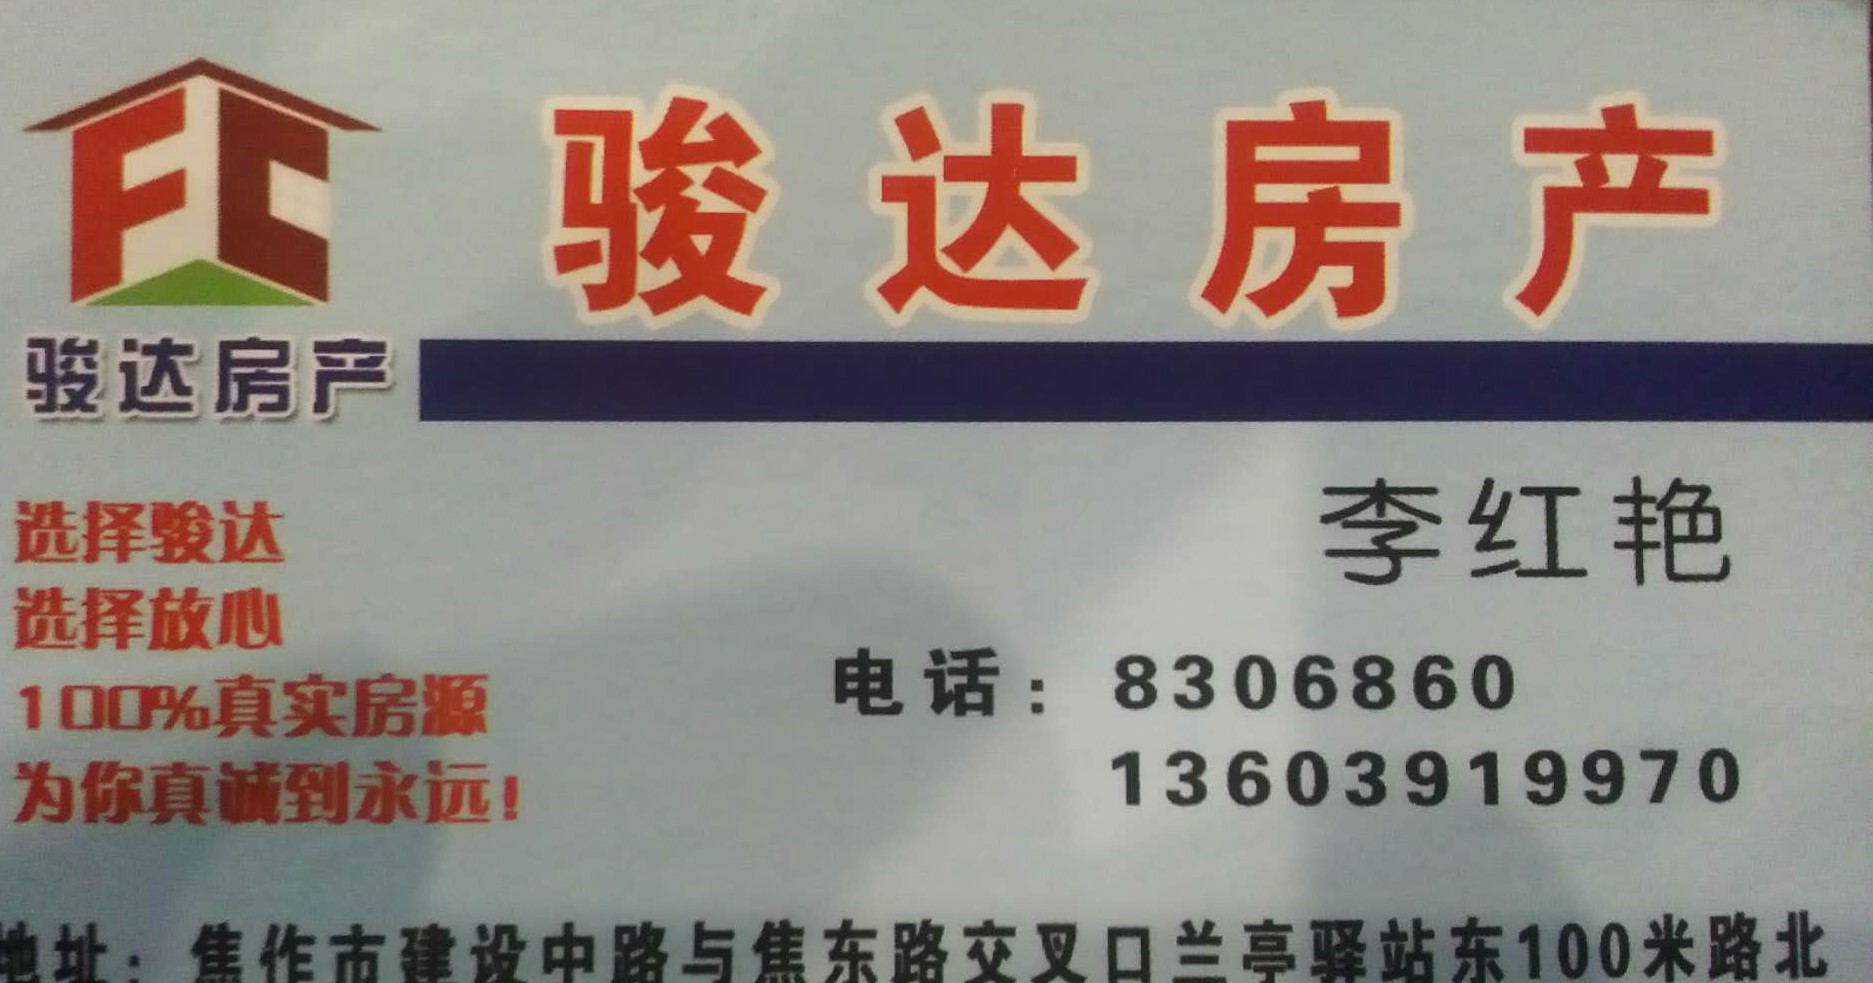 FC
骏达房产
骏达房产
李红艳
选择骏达
选择放心
100%真实房源
为你真诚到永远!
电话: 8306860
13603919970
地址: 焦作市建设中路与焦东路交叉口兰亭驿站东100米路北